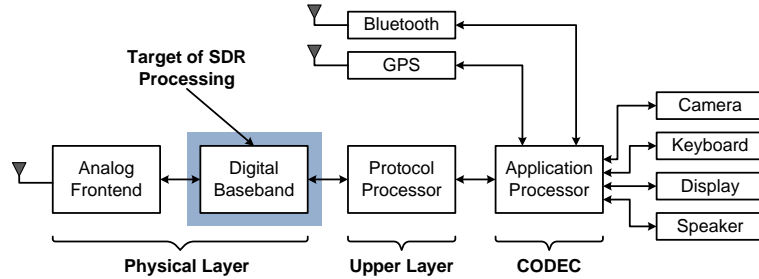 Bluetooth
GPS
Target of SDR
Processing
Camera
Keyboard
Display
Speaker
Analog
Frontend
Digital
Baseband
Protocol
Processor
Application
Processor
Physical Layer
Upper Layer
CODEC